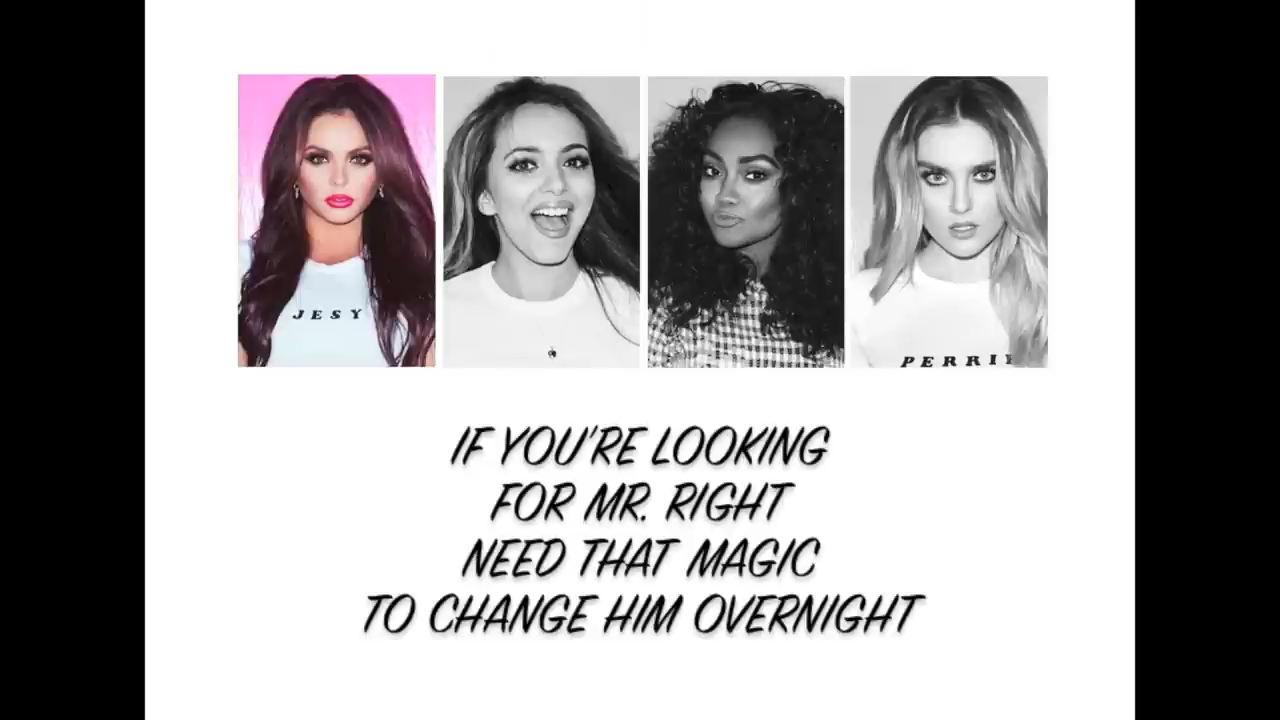 JESY
PERRIE
IF YOU'RE LOOKING
FOR MR. RIGHT
NEED THAT MAGIC
TO CHANGE HIM OVERNIGHT